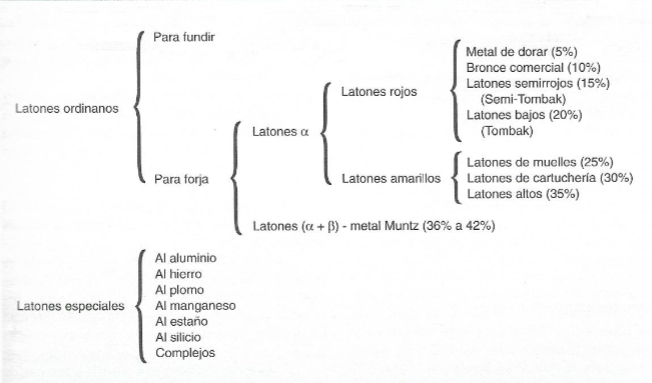 Para fundir
Metal de dorar (5%)
Bronce comercial (10%)
Latones rojos
Latones semirrojos (15%)
(Semi-Tombak)
Latones ordinanos
Latones bajos (20%)
(Tombak)
Latones α
Latones de muelles (25%)
Para forja
Latones amarillos
Latones de cartuchería (30%)
Latones altos (35%)
Latones (α + β) - metal Muntz (36% a 42%)
Al aluminio
Al hierro
Al plomo
Latones especiales
Al manganeso
Al estaño
Al silicio
Complejos